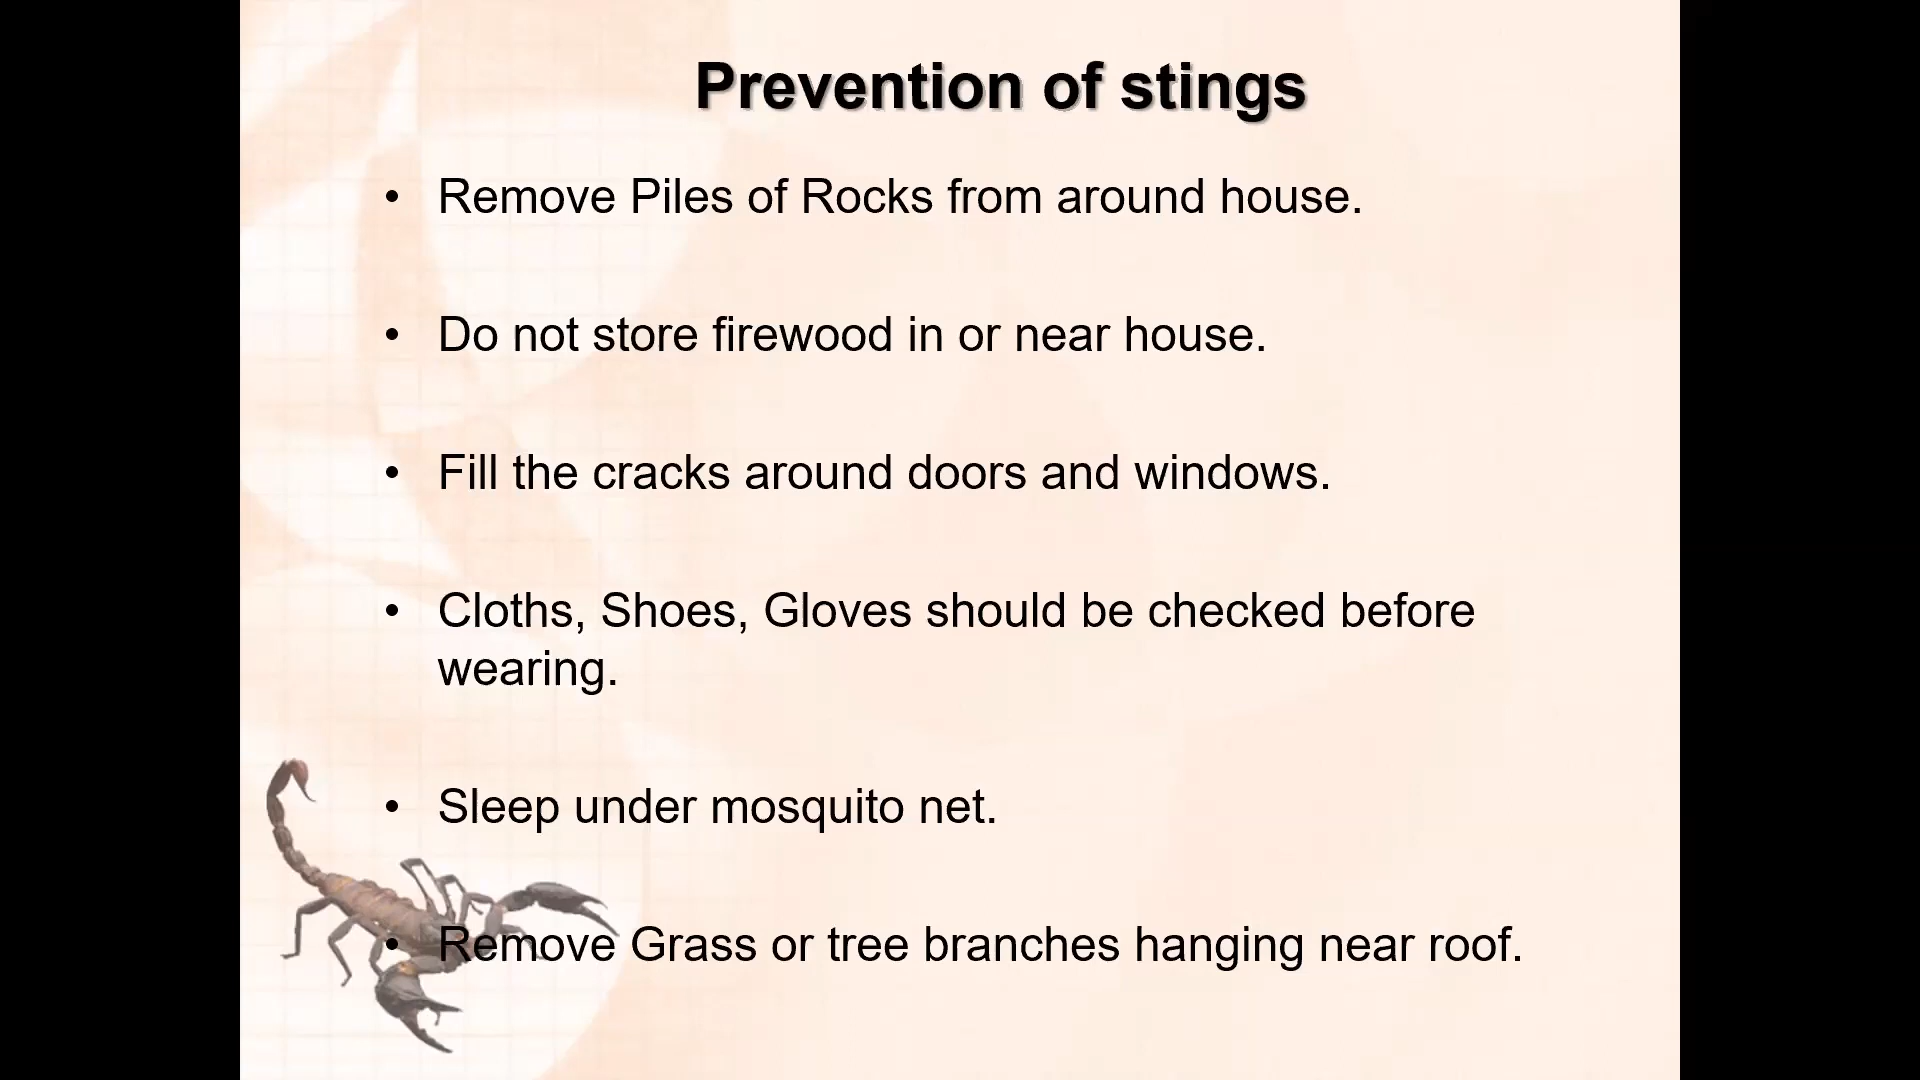 Prevention of stings
• Remove Piles of Rocks from around house.
• Do not store firewood in or near house.
• Fill the cracks around doors and windows.
• Cloths, Shoes, Gloves should be checked before
wearing.
• Sleep under mosquito net.
• Remove Grass or tree branches hanging near roof.